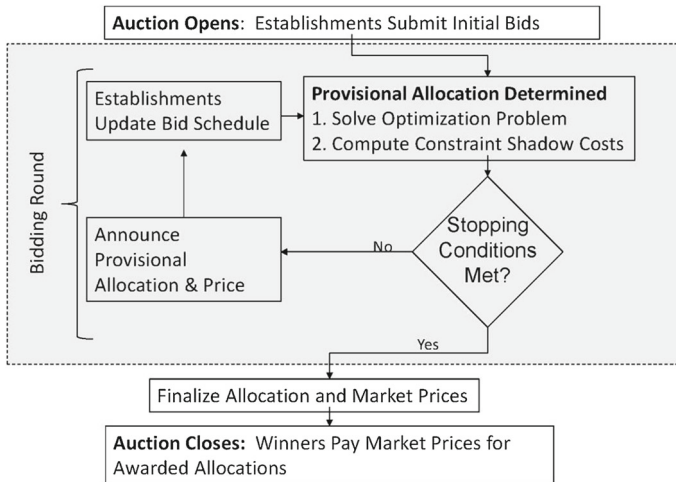 Auction Opens: Establishments Submit Initial Bids
Bidding Round
Establishments
Update Bid Schedule
Provisional Allocation Determined
1. Solve Optimization Problem
2. Compute Constraint Shadow Costs
Stopping
Conditions
Met?
No
Announce
Provisional
Allocation & Price
Yes
Finalize Allocation and Market Prices
Auction Closes: Winners Pay Market Prices for
Awarded Allocations